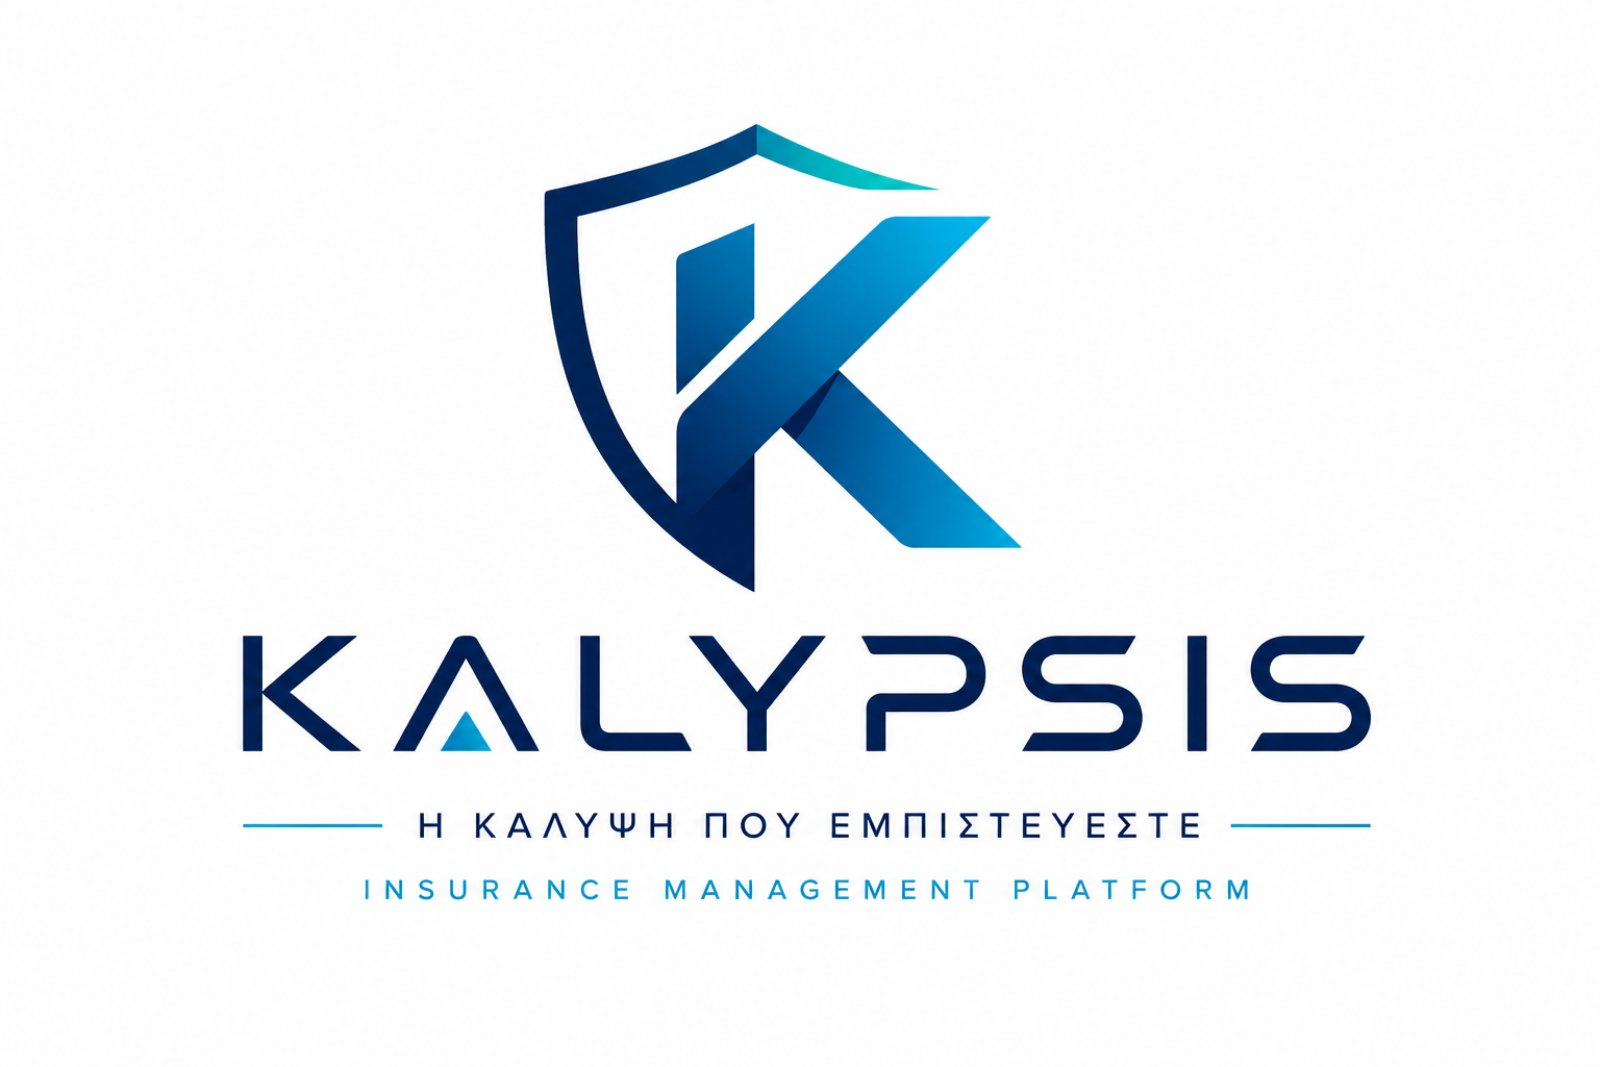 KALYPSIS
Η ΚΑΛΥΨΗ ΠΟΥ ΕΜΠΙΣΤΕΥΕΣΤΕ
INSURANCE MANAGEMENT PLATFORM